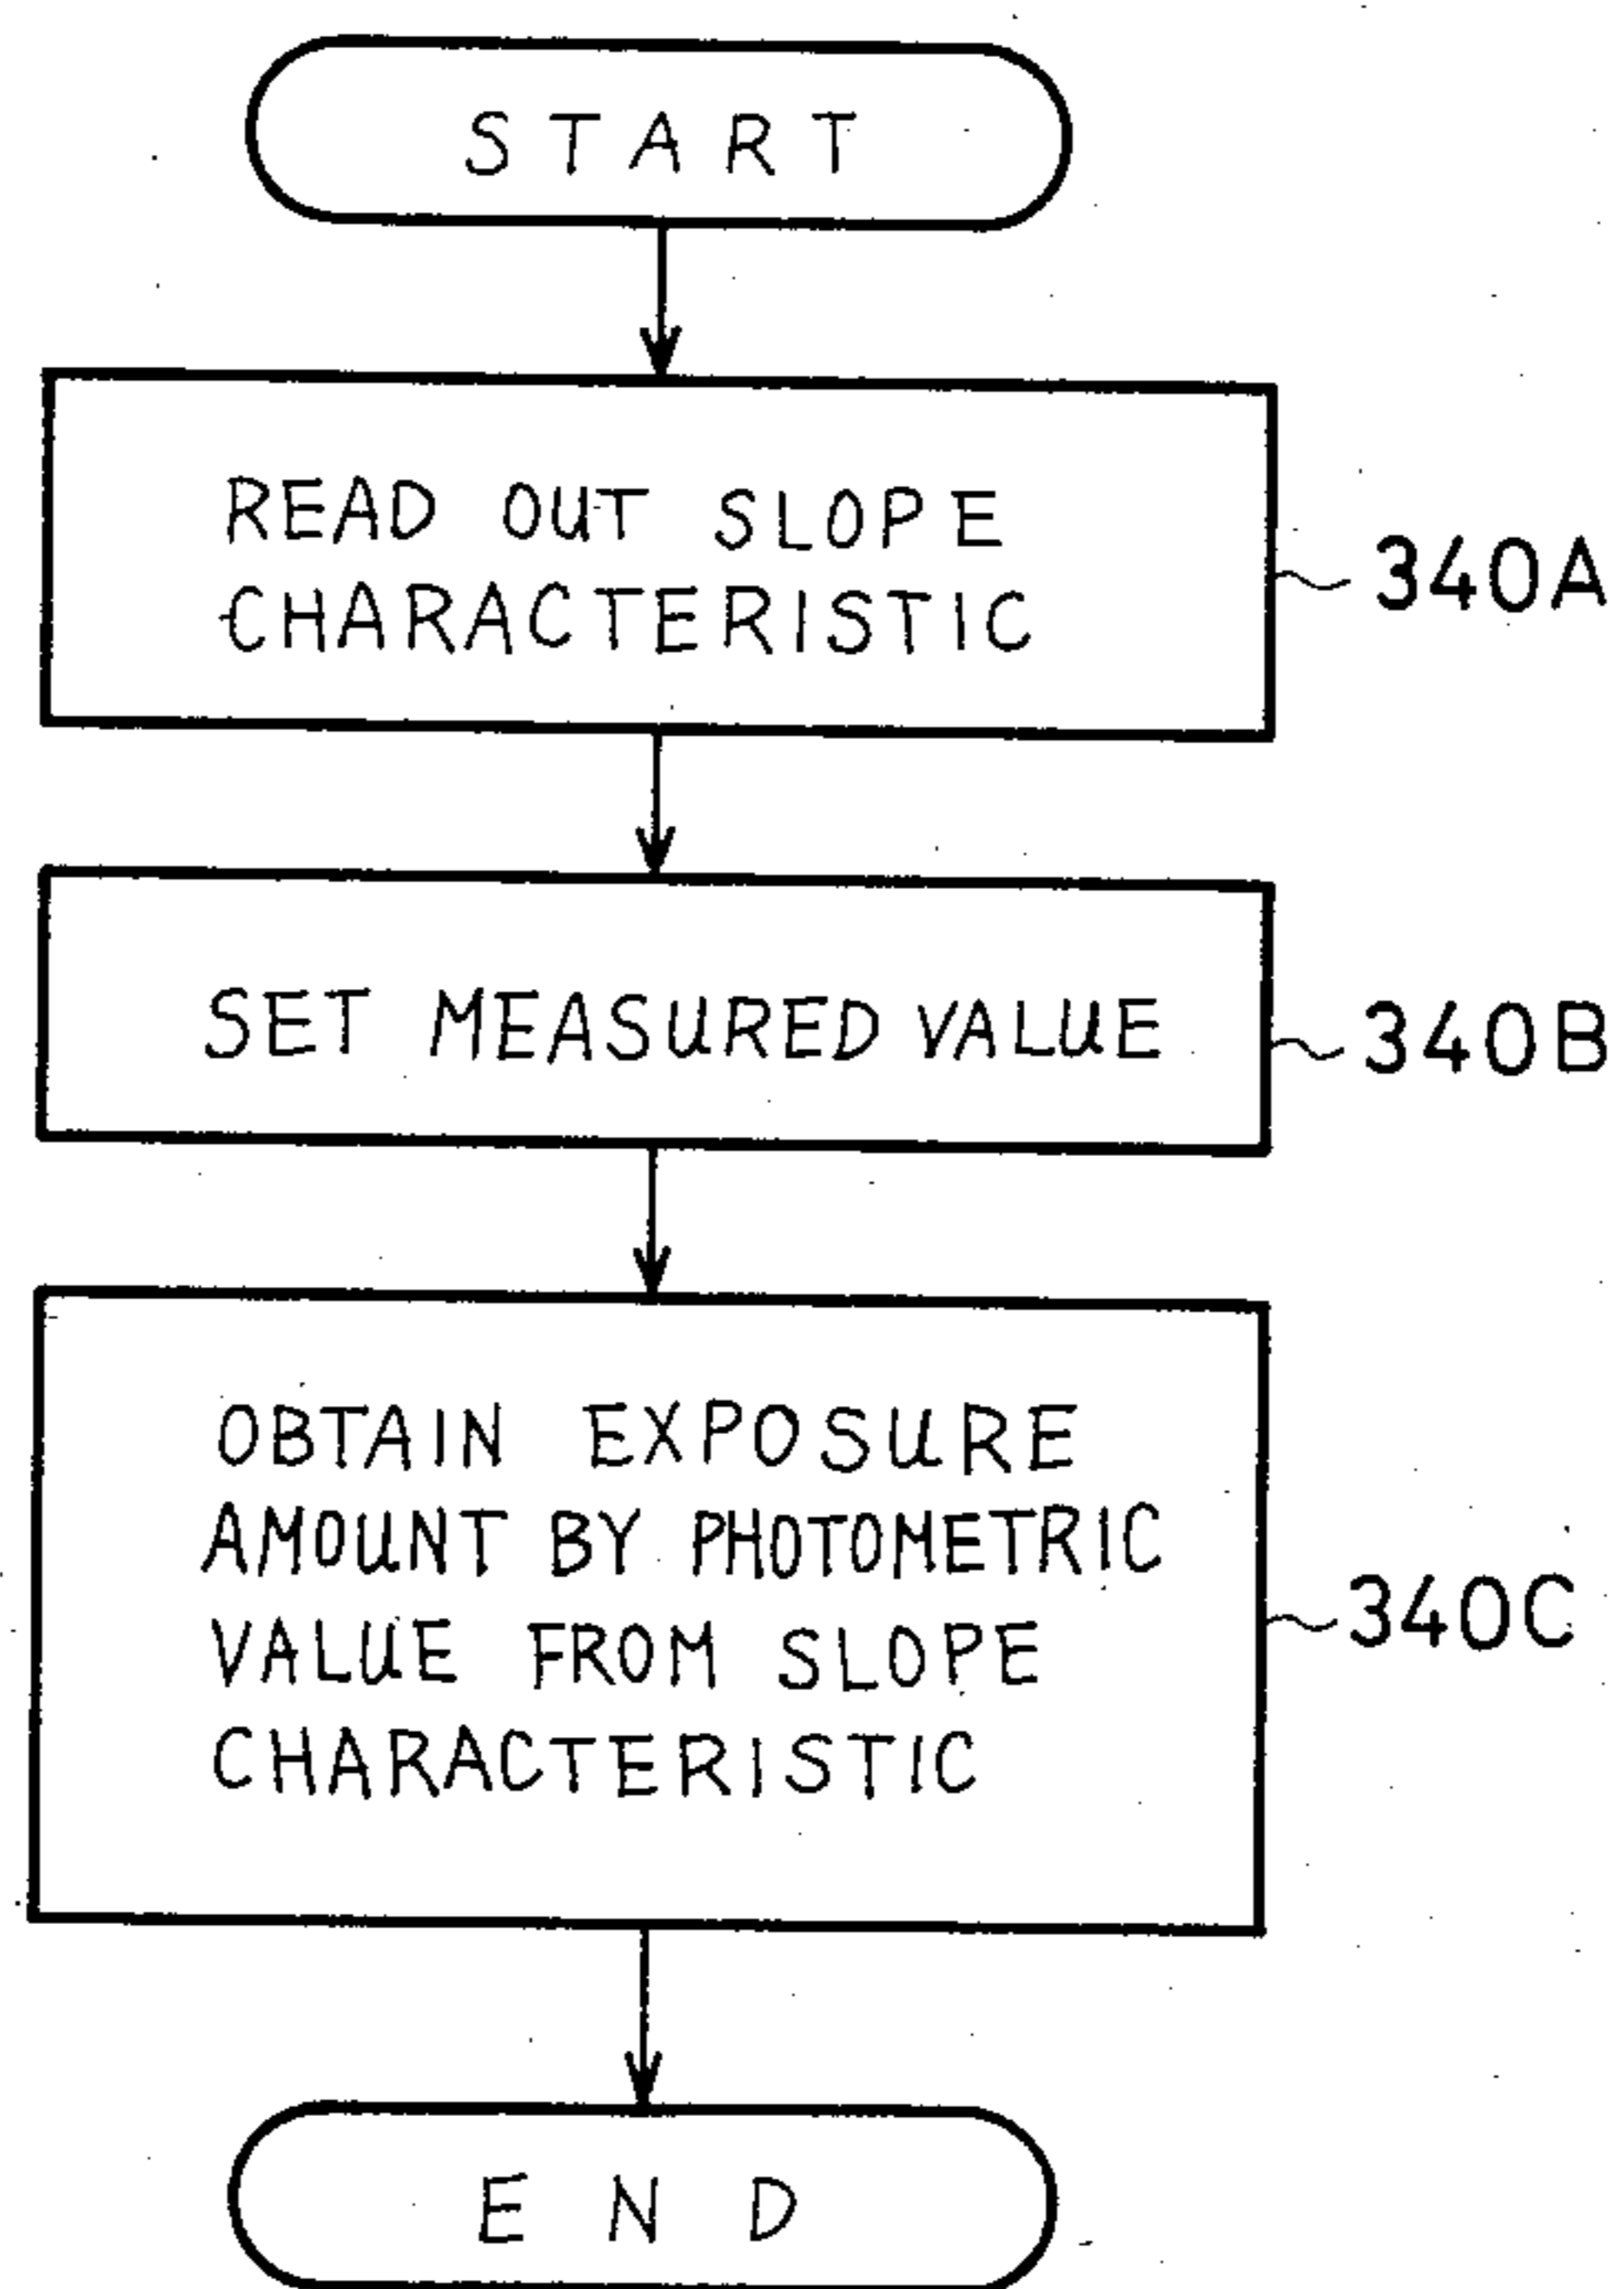 START
READ OUT SLOPE
CHARACTERISTIC
340A
SET MEASURED VALUE
340B
OBTAIN EXPOSURE
AMOUNT BY PHOTOMETRIC
VALUE FROM SLOPE
CHARACTERISTIC
340C
END